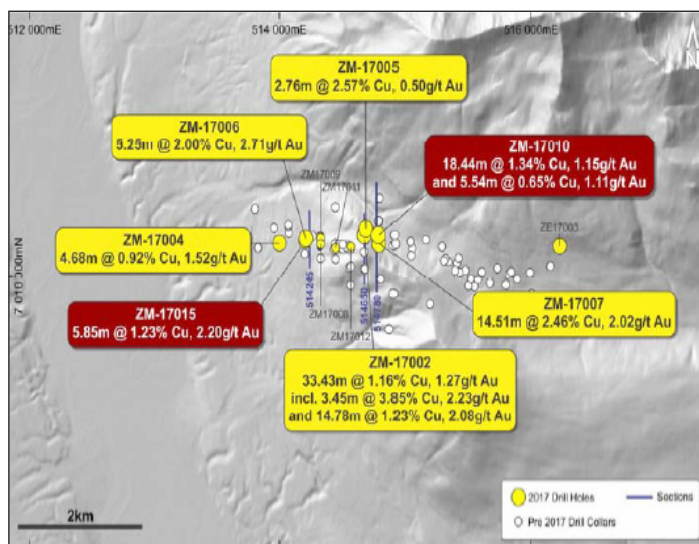 512 000mE
514 000mE
516 000mE
N
ZM-17005
2.76m @ 2.57% Cu, 0.50g/t Au
ZM-17006
5.25m @ 2.00% Cu, 2.71g/t Au
ZM-17010
18.44m @ 1.34% Cu, 1.15g/t Au
and 5.54m @ 0.65% Cu, 1.11g/t Au
ZM17009
ZM17011
ZE17003
ZM-17004
4.68m @ 0.92% Cu, 1.52g/t Au
7 010 000mN
514245
514650
ZM-17015
5.85m @ 1.23% Cu, 2.20g/t Au
ZM17008
ZM17012
ZM-17007
14.51m @ 2.46% Cu, 2.02g/t Au
ZM-17002
33.43m @ 1.16% Cu, 1.27g/t Au
incl. 3.45m @ 3.85% Cu, 2.23g/t Au
and 14.78m @ 1.23% Cu, 2.08g/t Au
2km
2017 Drill Holes
Sections
Pre 2017 Drill Collars